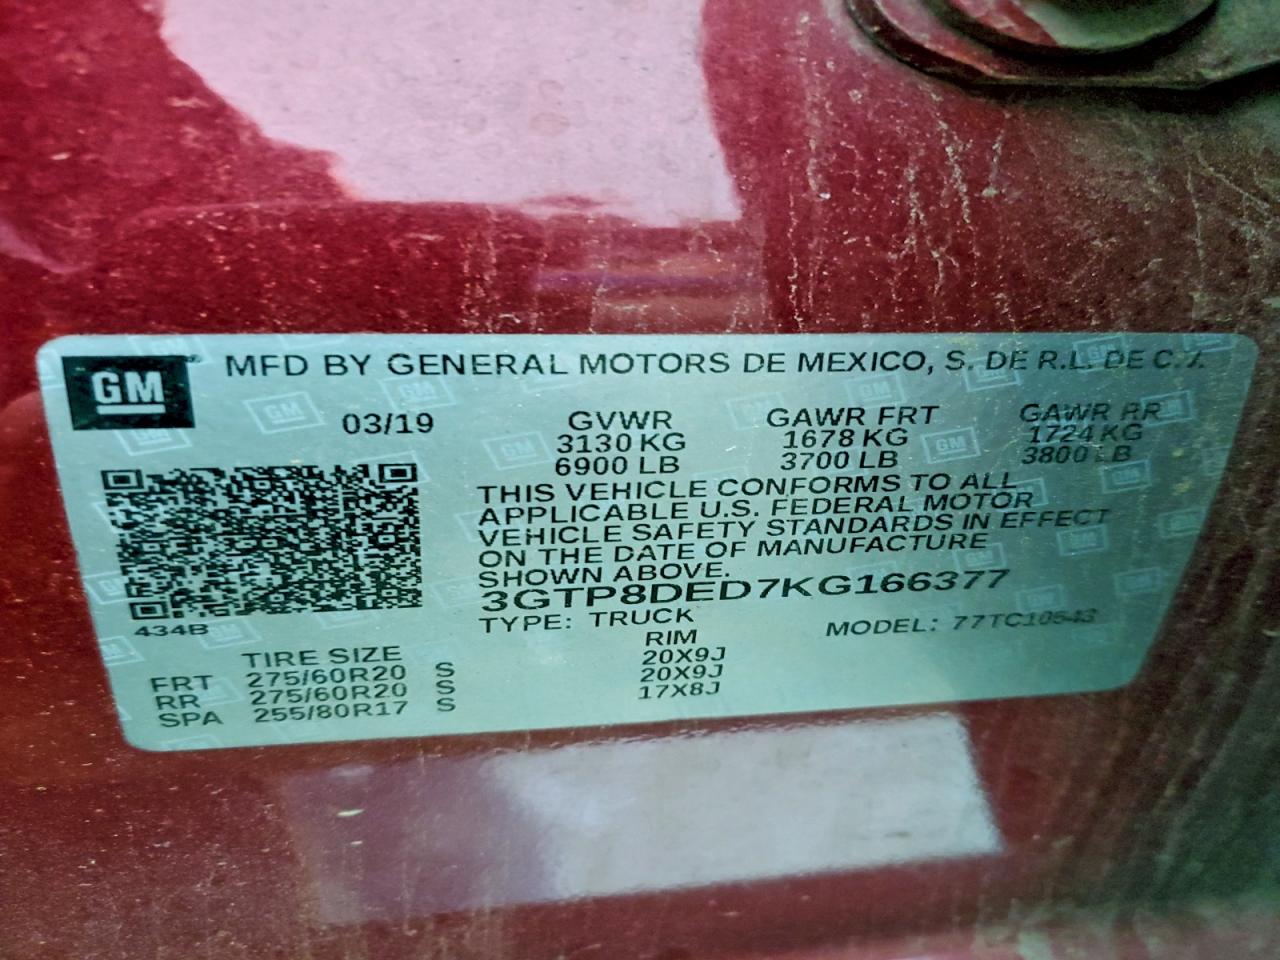 GM MFD BY GENERAL MOTORS DE MEXICO, S. DE R.L. DE C.V.
03/19 GVWR GAWR FRT GAWR RR
3130 KG 1678 KG 1724 KG
6900 LB 3700 LB 3800 LB
THIS VEHICLE CONFORMS TO ALL
APPLICABLE U.S. FEDERAL MOTOR
VEHICLE SAFETY STANDARDS IN EFFECT
ON THE DATE OF MANUFACTURE
SHOWN ABOVE.
3GTP8DED7KG166377
434B TYPE: TRUCK MODEL: 77TC10543
TIRE SIZE RIM
FRT 275/60R20 S 20X9J
RR 275/60R20 S 20X9J
SPA 255/80R17 S 17X8J